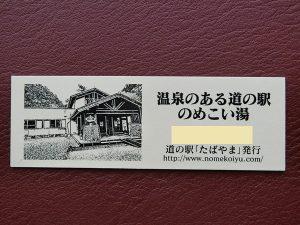 温泉のある道の駅
のめこい湯
道の駅「たばやま」発行
http://www.nomekoiyu.com/